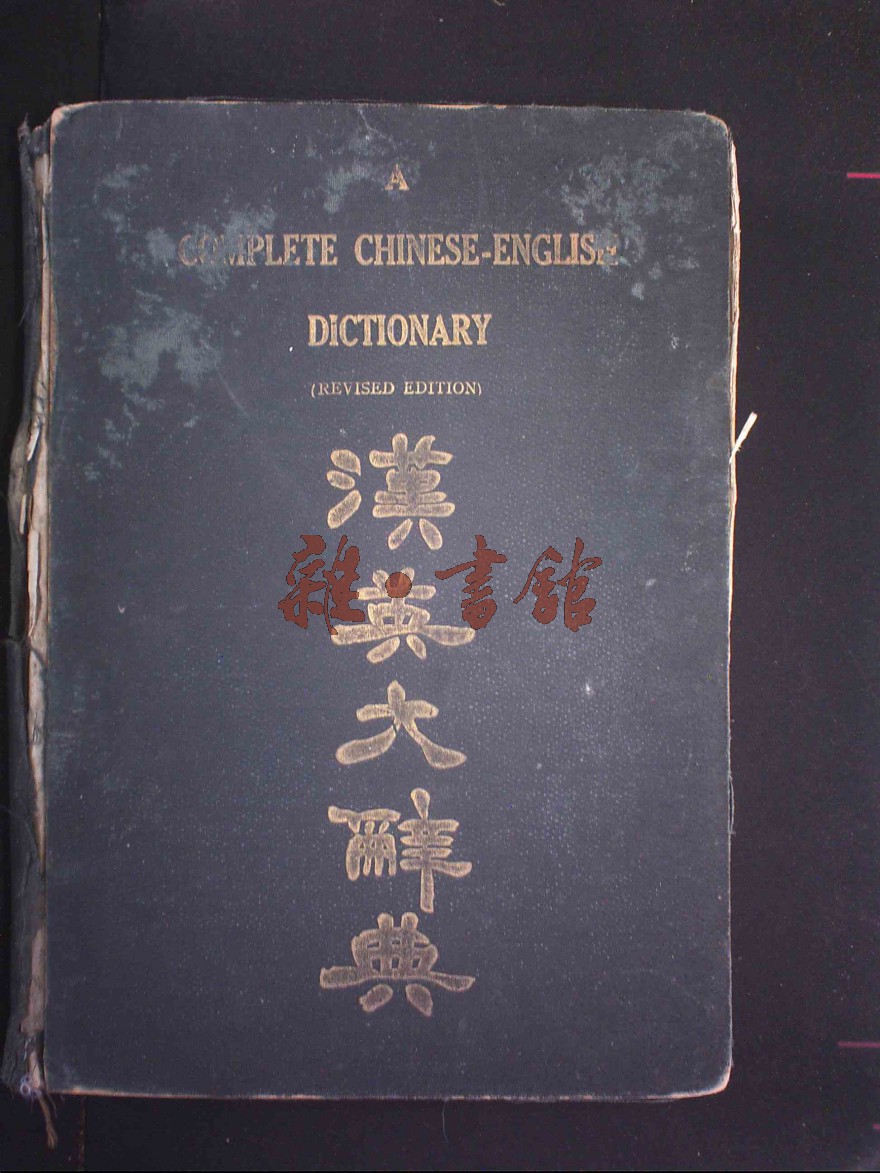 A
COMPLETE CHINESE-ENGLISH
DICTIONARY
(REVISED EDITION)
漢英大辭典
雜·書館